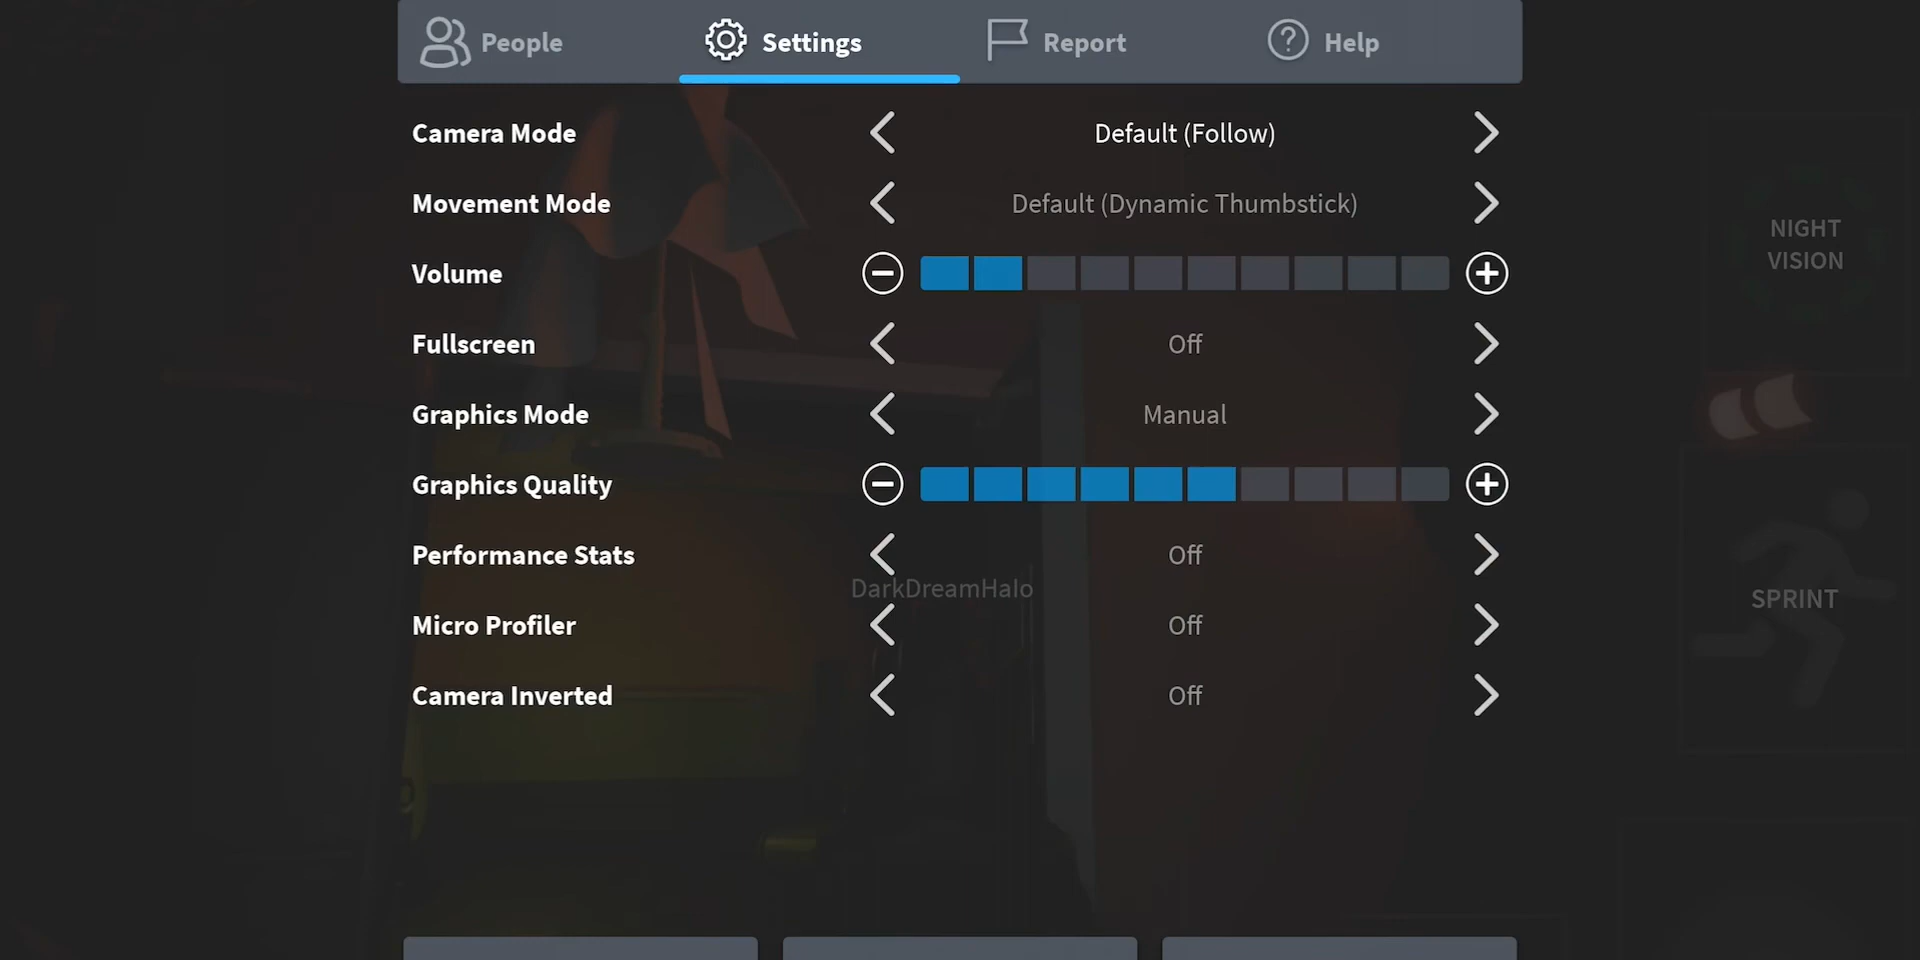 People
Settings
Report
Help
Camera Mode
Default (Follow)
Movement Mode
Default (Dynamic Thumbstick)
Volume
Fullscreen
Off
Graphics Mode
Manual
Graphics Quality
Performance Stats
Off
DarkDreamHalo
Micro Profiler
Off
Camera Inverted
Off
NIGHT
VISION
SPRINT